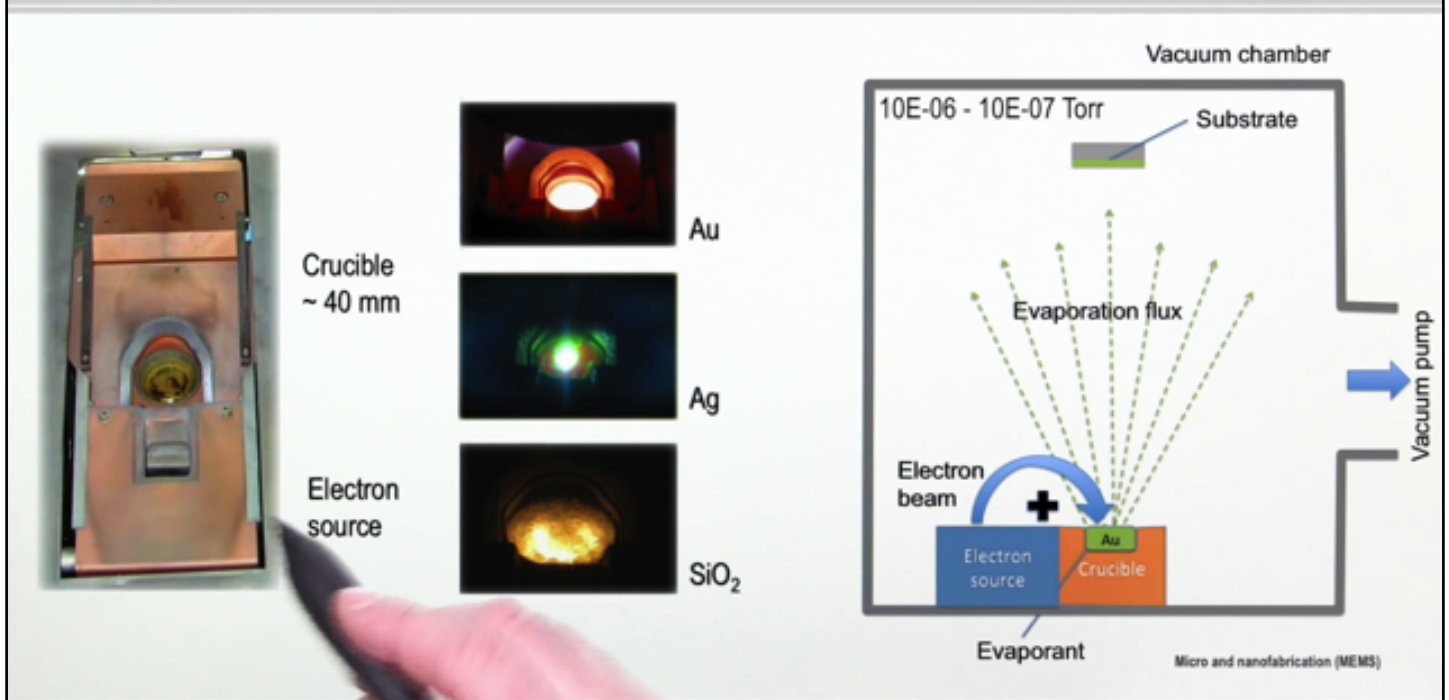 Crucible
~ 40 mm
Electron
source
Au
Ag
SiO₂
Vacuum chamber
10E-06 - 10E-07 Torr
Substrate
Evaporation flux
Vacuum pump
Electron
beam
Au
Electron
source
Crucible
Evaporant
Micro and nanofabrication (MEMS)